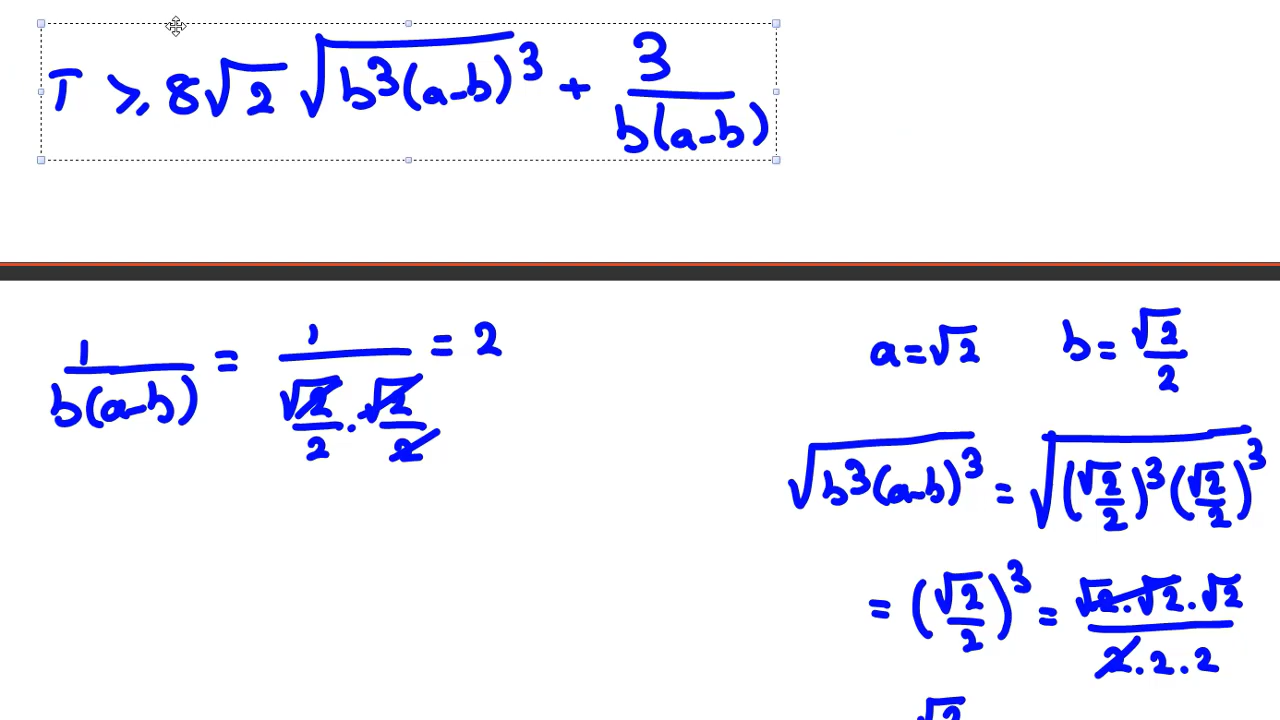 T ⩾ 8√2 √(b³(a-b)³) + 3/(b(a-b))
1/(b(a-b)) = 1/(√2/2 · √2/2) = 2
a=√2   b=√2/2
√(b³(a-b)³) = √((√2/2)³(√2/2)³)
= (√2/2)³ = (√2·√2·√2)/(2·2·2)
√2